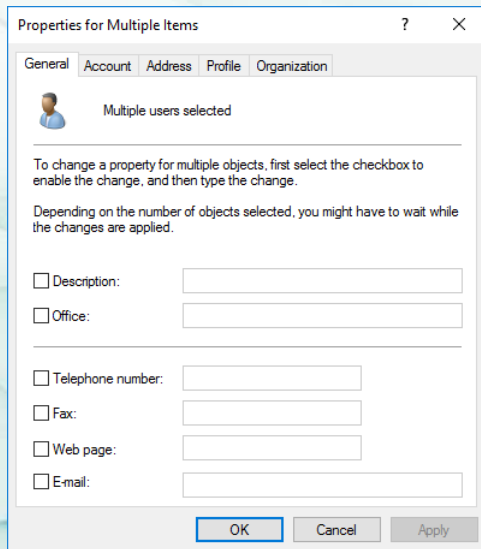 Properties for Multiple Items ?
General Account Address Profile Organization
Multiple users selected
To change a property for multiple objects, first select the checkbox to
enable the change, and then type the change.
Depending on the number of objects selected, you might have to wait while
the changes are applied.
Description:
Office:
Telephone number:
Fax:
Web page:
E-mail:
OK Cancel Apply